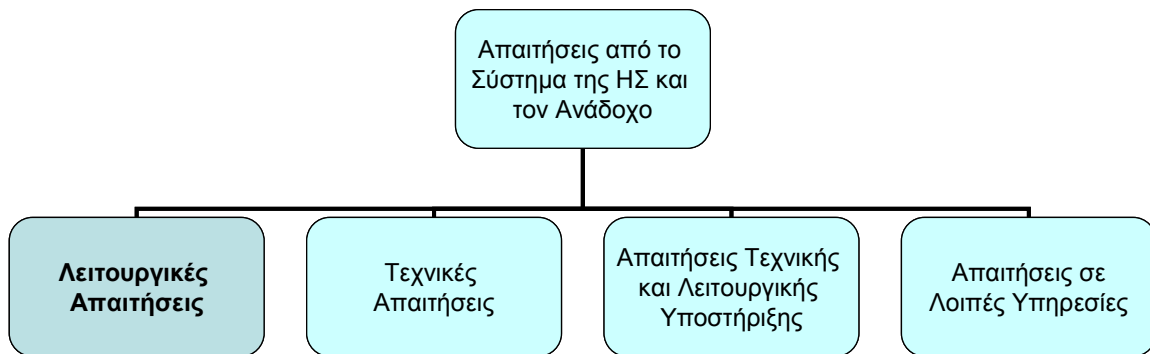 Απαιτήσεις από το
Σύστημα της ΗΣ και
τον Ανάδοχο
Λειτουργικές
Απαιτήσεις
Τεχνικές
Απαιτήσεις
Απαιτήσεις Τεχνικής
και Λειτουργικής
Υποστήριξης
Απαιτήσεις σε
Λοιπές Υπηρεσίες